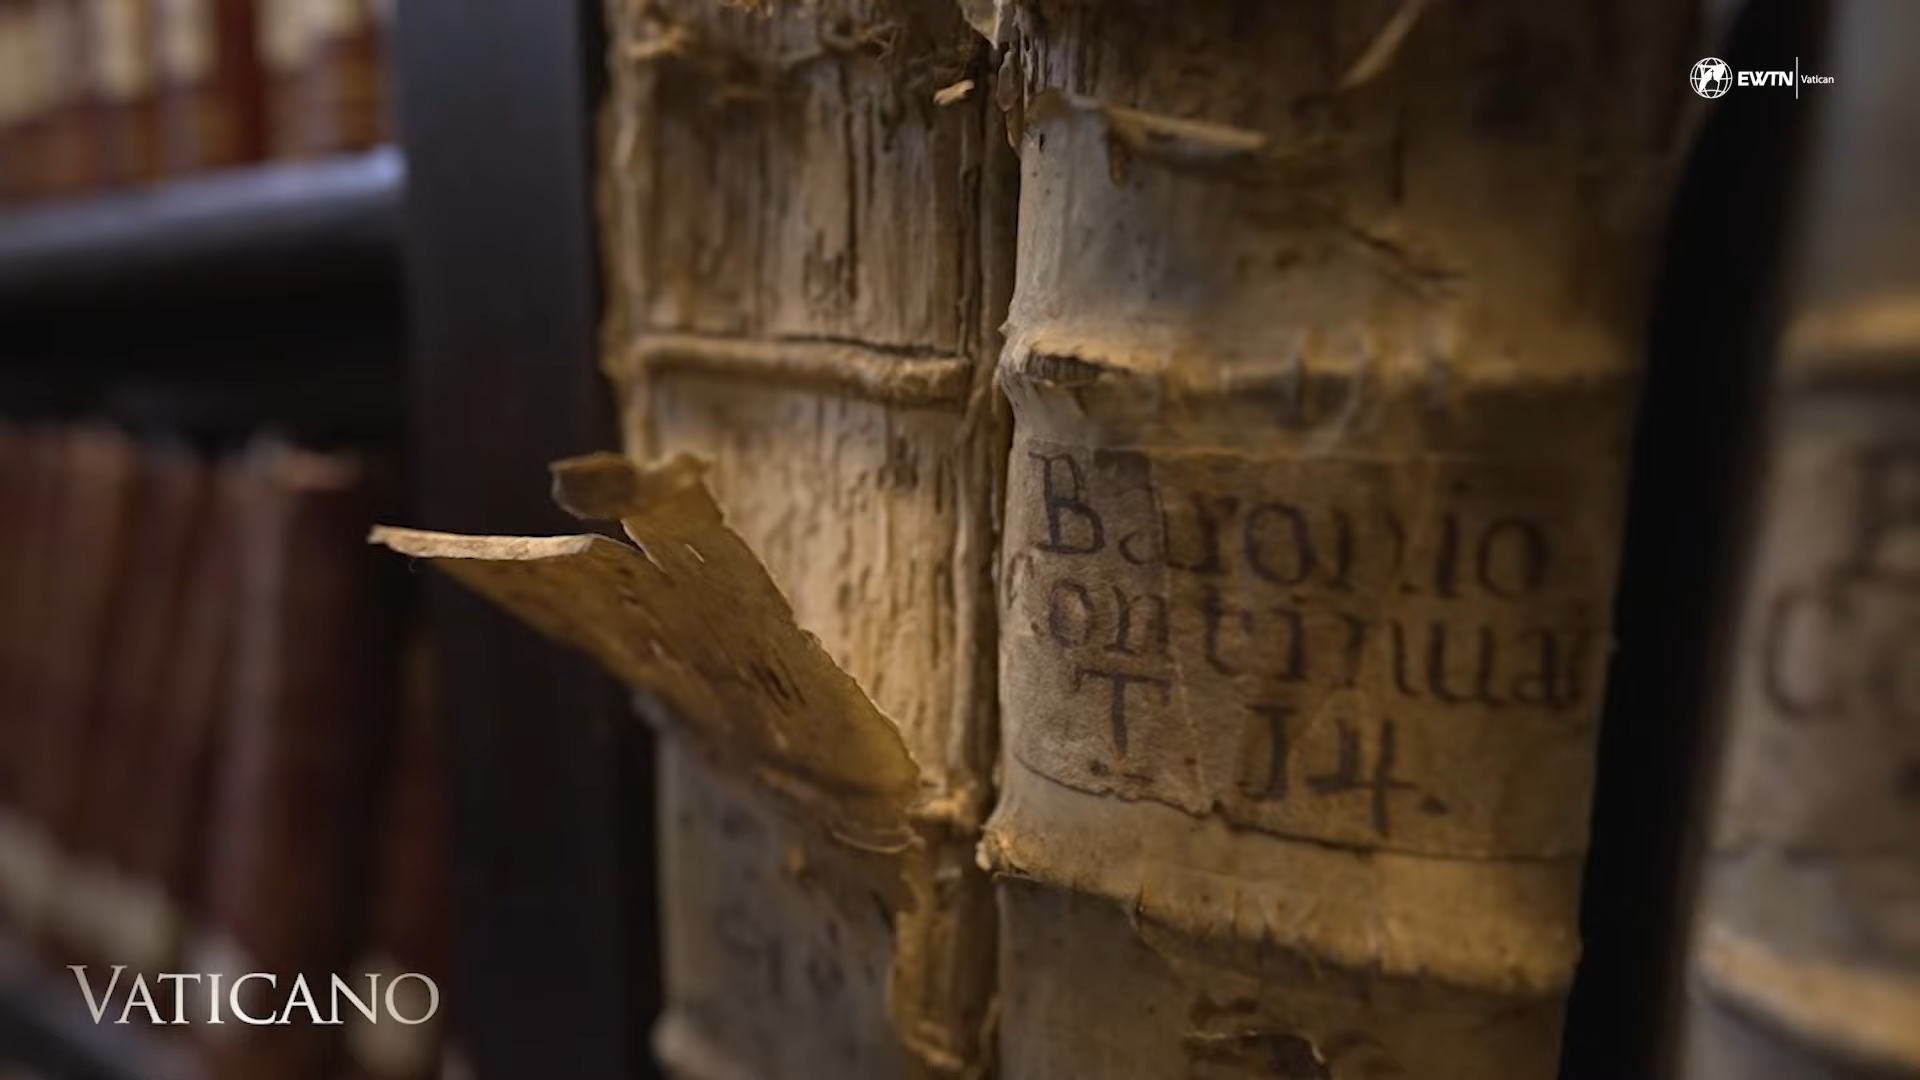 EWTN Vatican
Baronio
Continuat
T. 14.
VATICANO